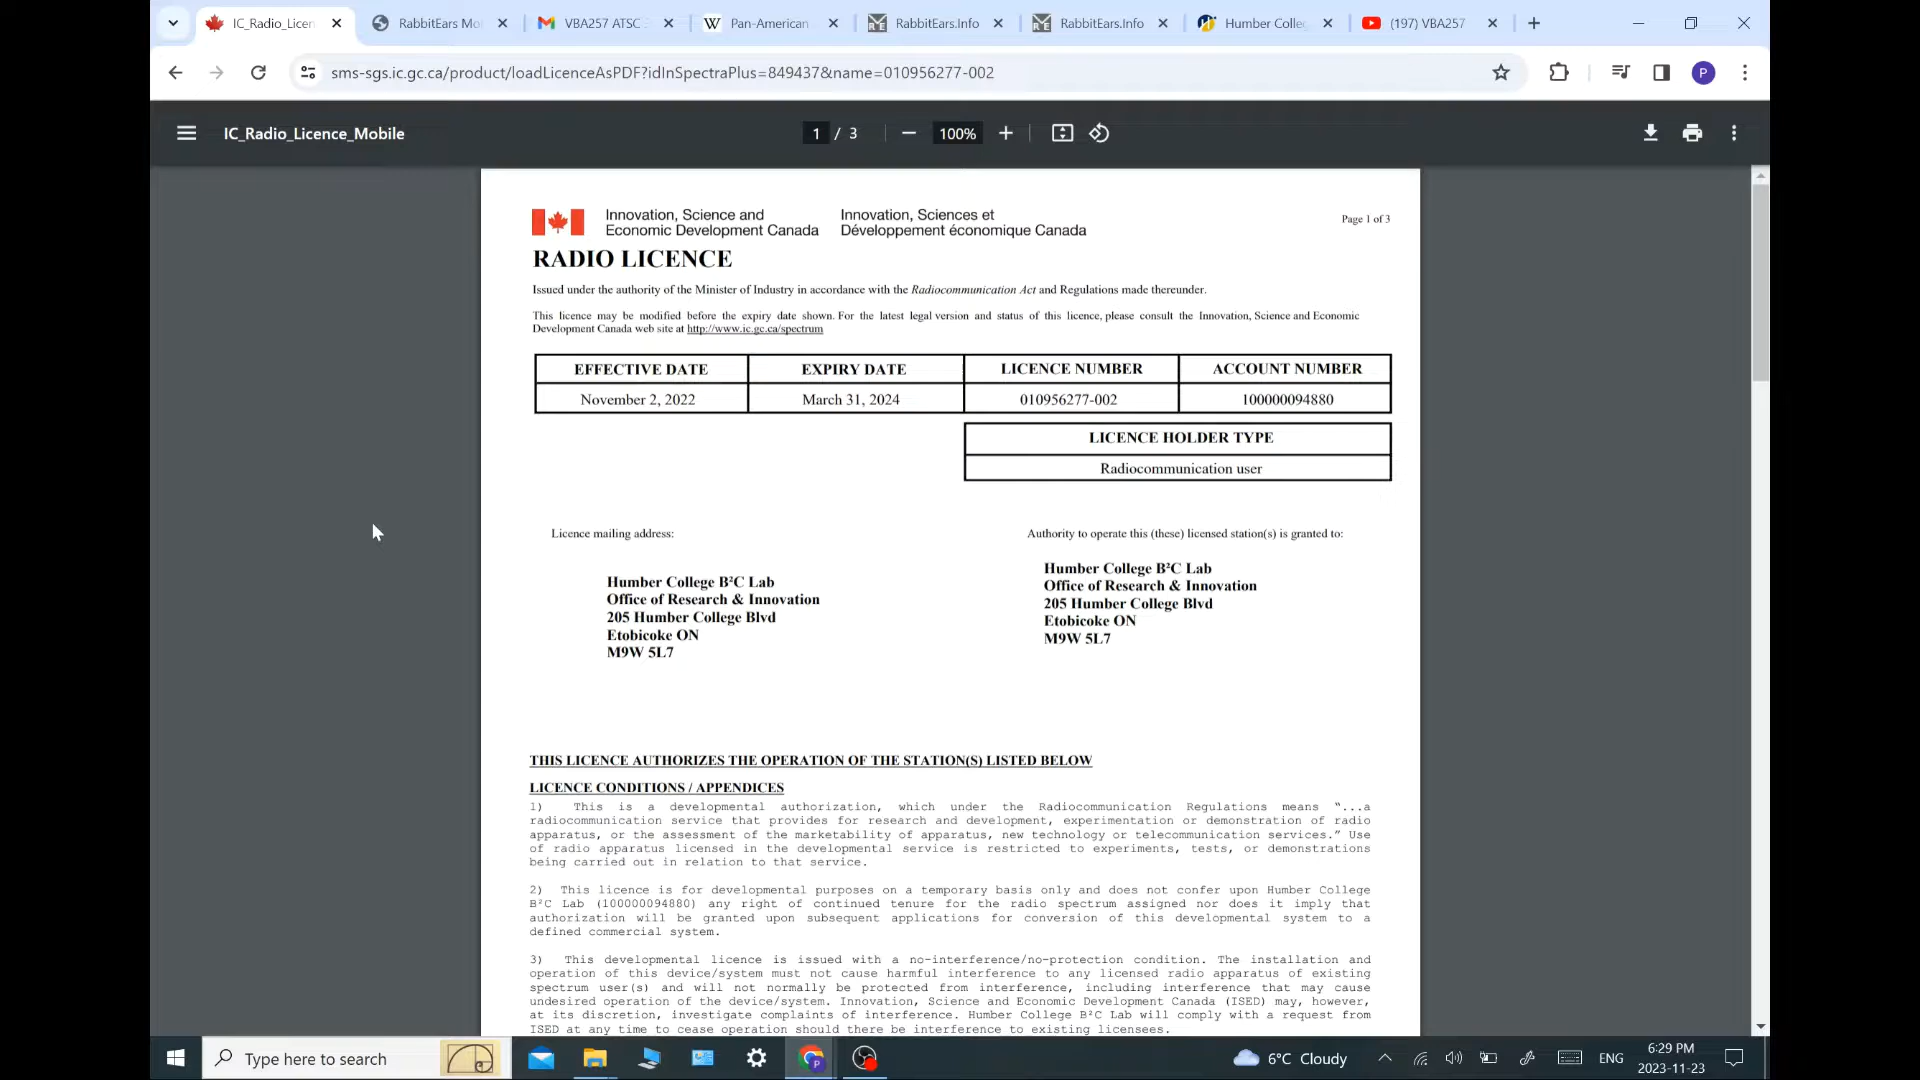 IC_Radio_Licen
RabbitEars Mo
VBA257 ATSC
Pan-American
RabbitEars.Info
RabbitEars.Info
Humber Colle
(197) VBA257
sms-sgs.ic.gc.ca/product/loadLicenceAsPDF?idInSpectraPlus=849437&name=010956277-002
P
IC_Radio_Licence_Mobile
1 / 3
100%
Innovation, Science and
Economic Development Canada
Innovation, Sciences et
Développement économique Canada
Page 1 of 3
RADIO LICENCE
Issued under the authority of the Minister of Industry in accordance with the Radiocommunication Act and Regulations made thereunder.
This licence may be modified before the expiry date shown. For the latest legal version and status of this licence, please consult the Innovation, Science and Economic
Development Canada web site at http://www.ic.gc.ca/spectrum
EFFECTIVE DATE EXPIRY DATE LICENCE NUMBER ACCOUNT NUMBER
November 2, 2022 March 31, 2024 010956277-002 100000094880
LICENCE HOLDER TYPE
Radiocommunication user
Licence mailing address:
Humber College B²C Lab
Office of Research & Innovation
205 Humber College Blvd
Etobicoke ON
M9W 5L7
Authority to operate this (these) licensed station(s) is granted to:
Humber College B²C Lab
Office of Research & Innovation
205 Humber College Blvd
Etobicoke ON
M9W 5L7
THIS LICENCE AUTHORIZES THE OPERATION OF THE STATION(S) LISTED BELOW
LICENCE CONDITIONS / APPENDICES
1) This is a developmental authorization, which under the Radiocommunication Regulations means “...a
radiocommunication service that provides for research and development, experimentation or demonstration of radio
apparatus, or the assessment of the marketability of apparatus, new technology or telecommunication services.” Use
of radio apparatus licensed in the developmental service is restricted to experiments, tests, or demonstrations
being carried out in relation to that service.
2) This licence is for developmental purposes on a temporary basis only and does not confer upon Humber College
B²C Lab (100000094880) any right of continued tenure for the radio spectrum assigned nor does it imply that
authorization will be granted upon subsequent applications for conversion of this developmental system to a
defined commercial system.
3) This developmental licence is issued with a no-interference/no-protection condition. The installation and
operation of this device/system must not cause harmful interference to any licensed radio apparatus of existing
spectrum user(s) and will not normally be protected from interference, including interference that may cause
undesired operation of the device/system. Innovation, Science and Economic Development Canada (ISED) may, however,
at its discretion, investigate complaints of interference. Humber College B²C Lab will comply with a request from
ISED at any time to cease operation should there be interference to existing licensees.
Type here to search
6°C Cloudy
ENG
6:29 PM
2023-11-23